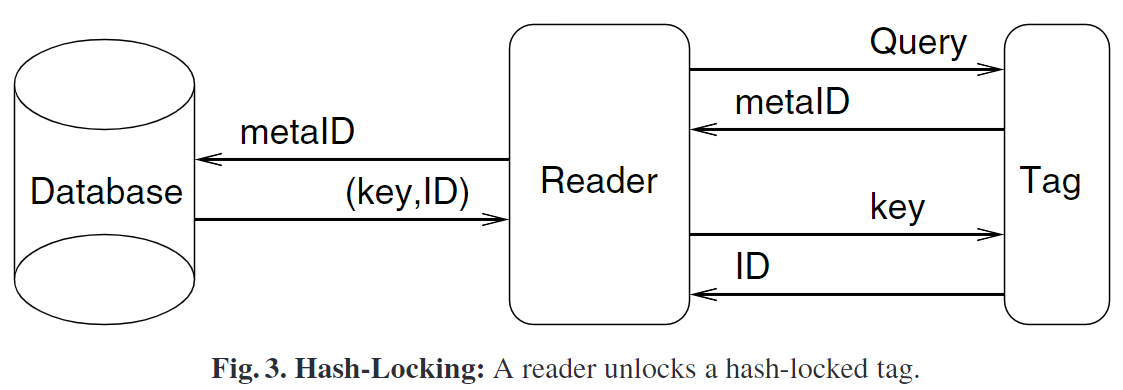 Query
metaID
metaID
Database
(key,ID)
Reader
Tag
key
ID
Fig. 3. Hash-Locking: A reader unlocks a hash-locked tag.